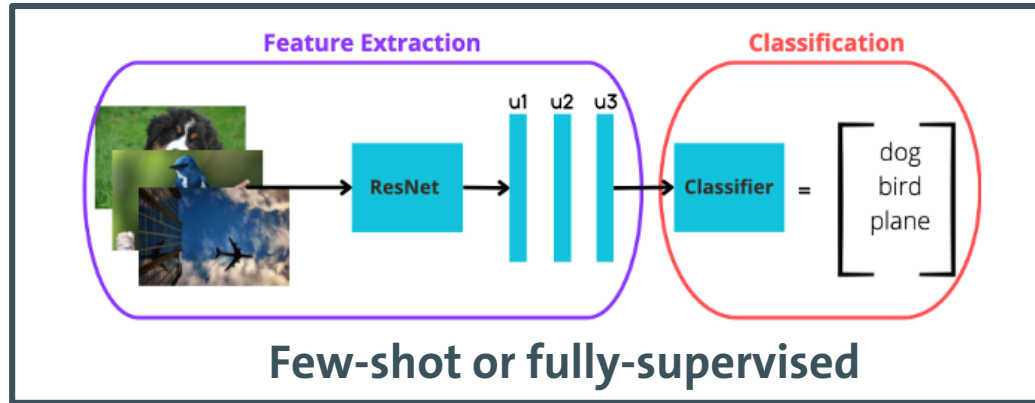 Feature Extraction
Classification
u1 u2 u3
ResNet
Classifier
=
dog
bird
plane
Few-shot or fully-supervised